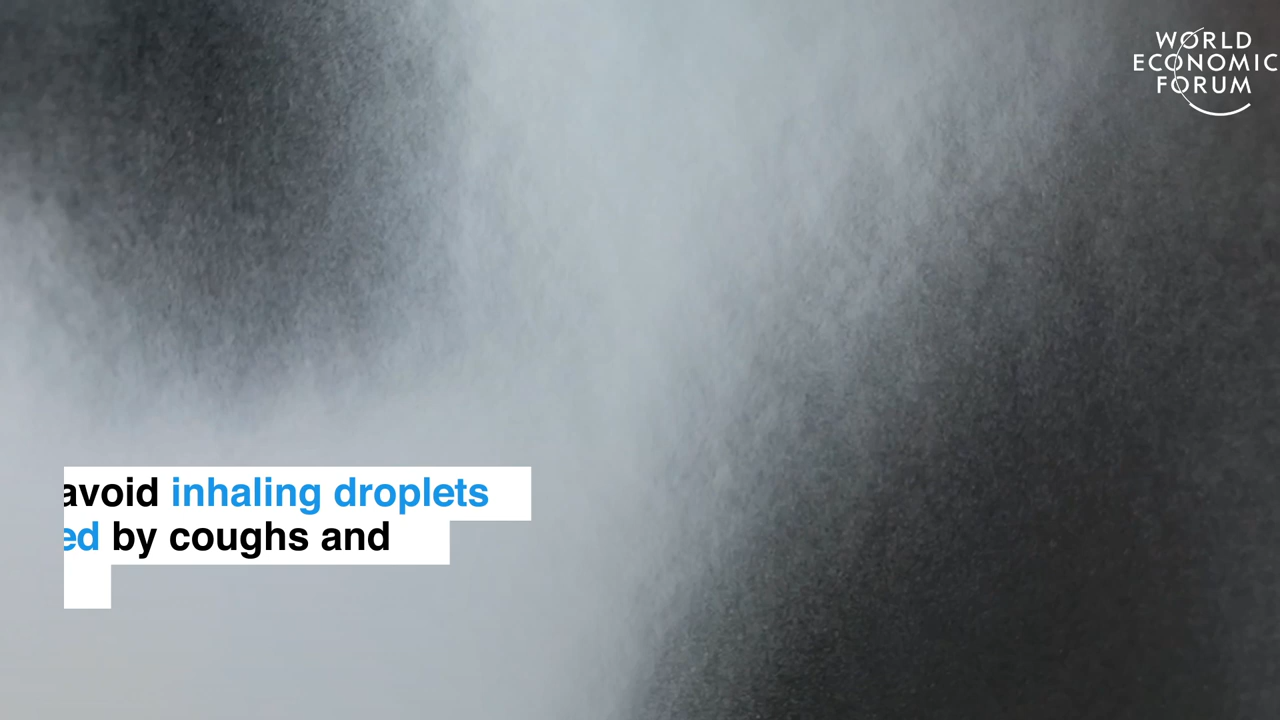 WORLD
ECONOMIC
FORUM
avoid inhaling droplets
ed by coughs and